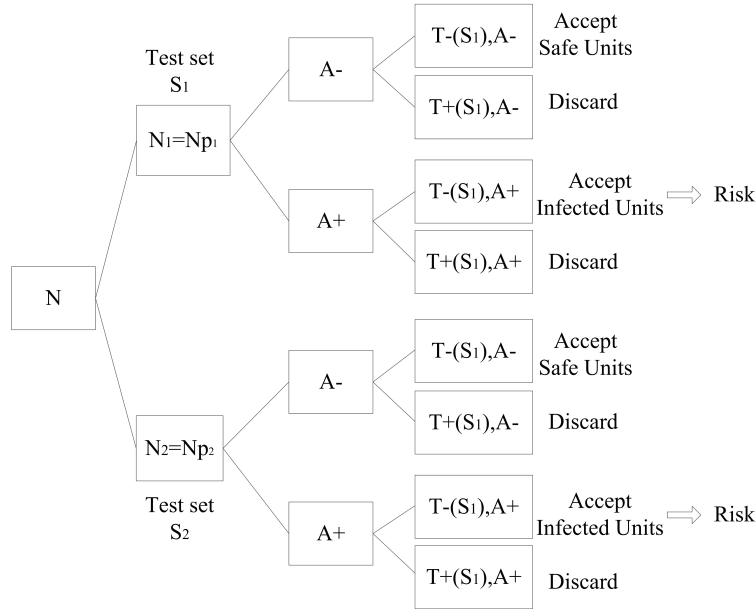 Test set
S₁
N
N₁=Np₁
A-
T-(S₁),A-
Accept
Safe Units
T+(S₁),A-
Discard
A+
T-(S₁),A+
Accept
Infected Units
Risk
T+(S₁),A+
Discard
N₂=Np₂
Test set
S₂
A-
T-(S₁),A-
Accept
Safe Units
T+(S₁),A-
Discard
A+
T-(S₁),A+
Accept
Infected Units
Risk
T+(S₁),A+
Discard